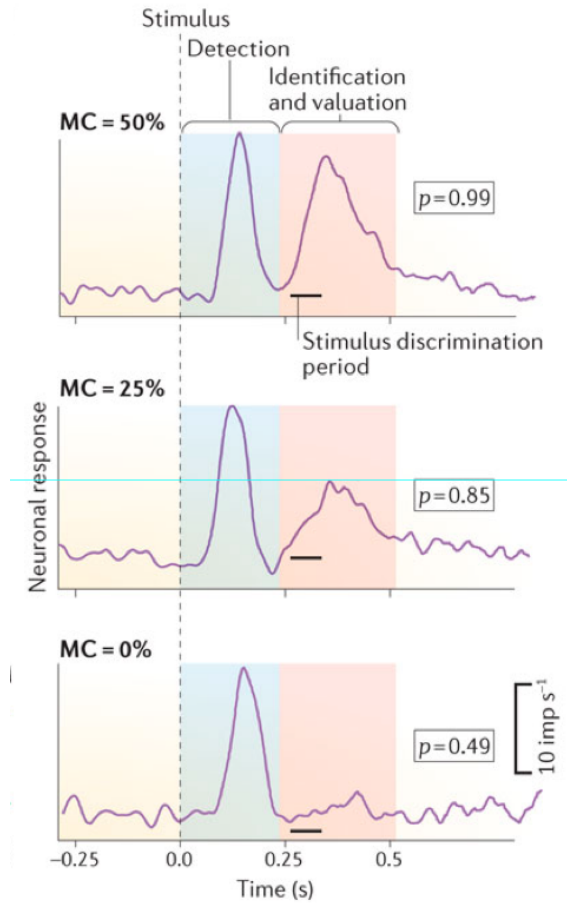 Stimulus
Detection
Identification
and valuation
MC = 50%
p = 0.99
Stimulus discrimination
period
MC = 25%
p = 0.85
Neuronal response
MC = 0%
p = 0.49
10 imp s⁻¹
−0.25
0.0
0.25
0.5
Time (s)